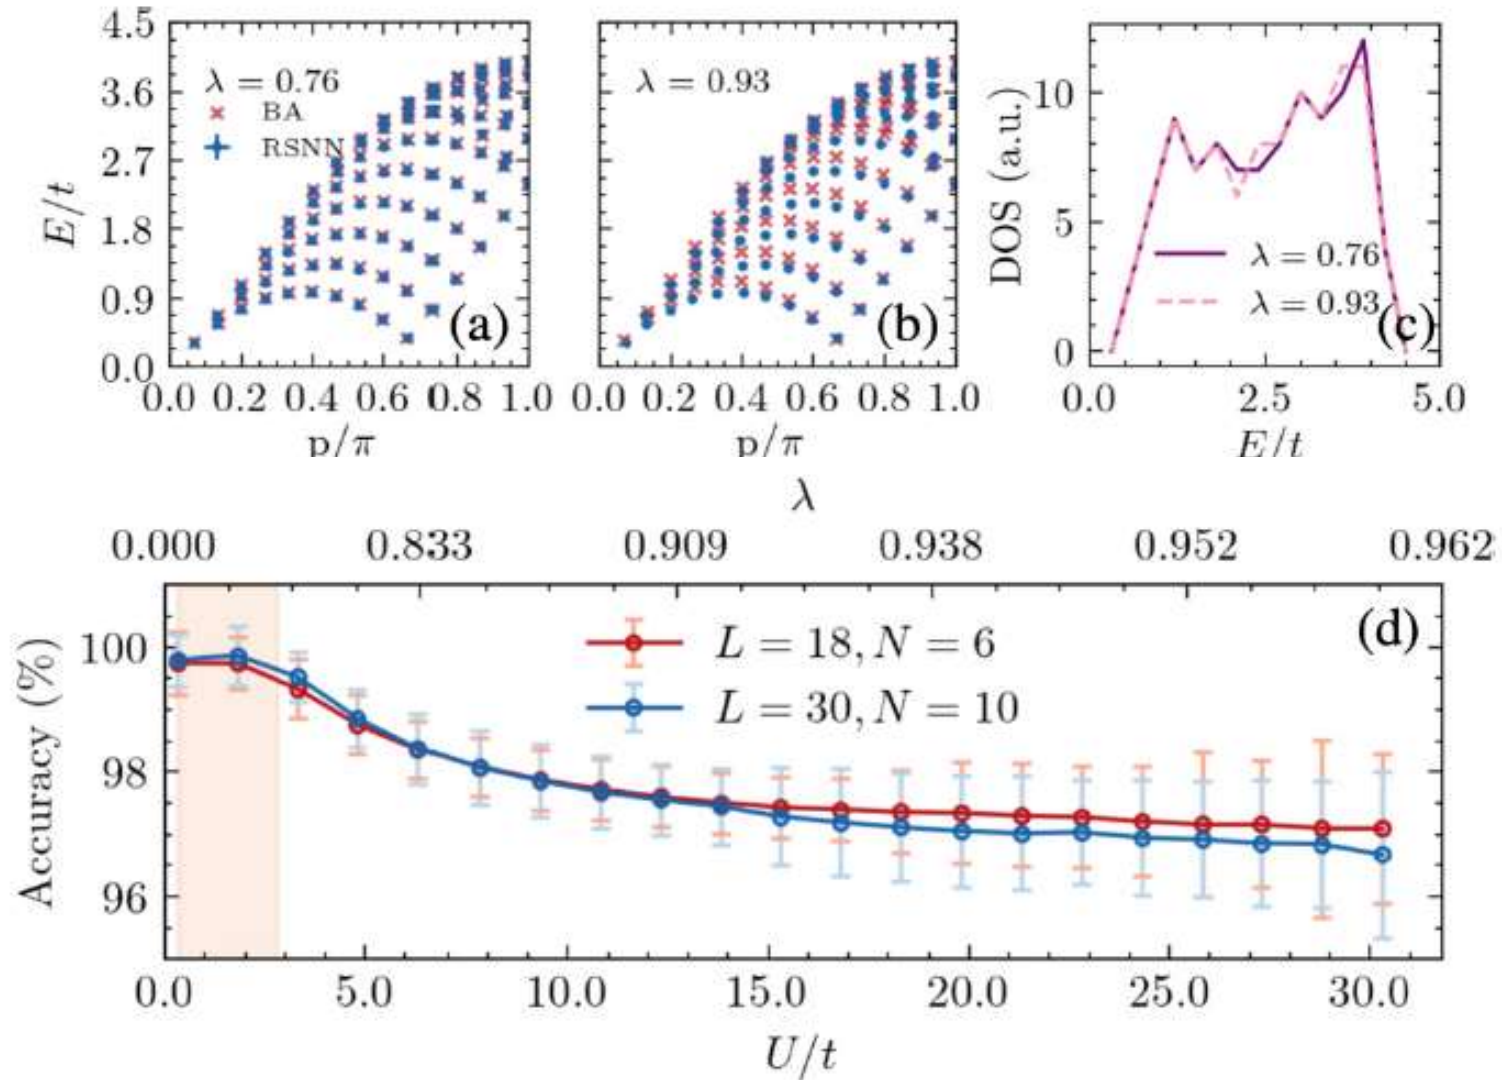 4.5
3.6
2.7
1.8
0.9
0.0
E/t
λ = 0.76
BA
RSNN
(a)
0.0 0.2 0.4 0.6 0.8 1.0
p/π
λ = 0.93
(b)
0.0 0.2 0.4 0.6 0.8 1.0
p/π
DOS (a.u.)
10
5
0
λ = 0.76
λ = 0.93
(c)
0.0 2.5 5.0
E/t
λ
0.000 0.833 0.909 0.938 0.952 0.962
(d)
L = 18, N = 6
L = 30, N = 10
Accuracy (%)
100
98
96
0.0 5.0 10.0 15.0 20.0 25.0 30.0
U/t